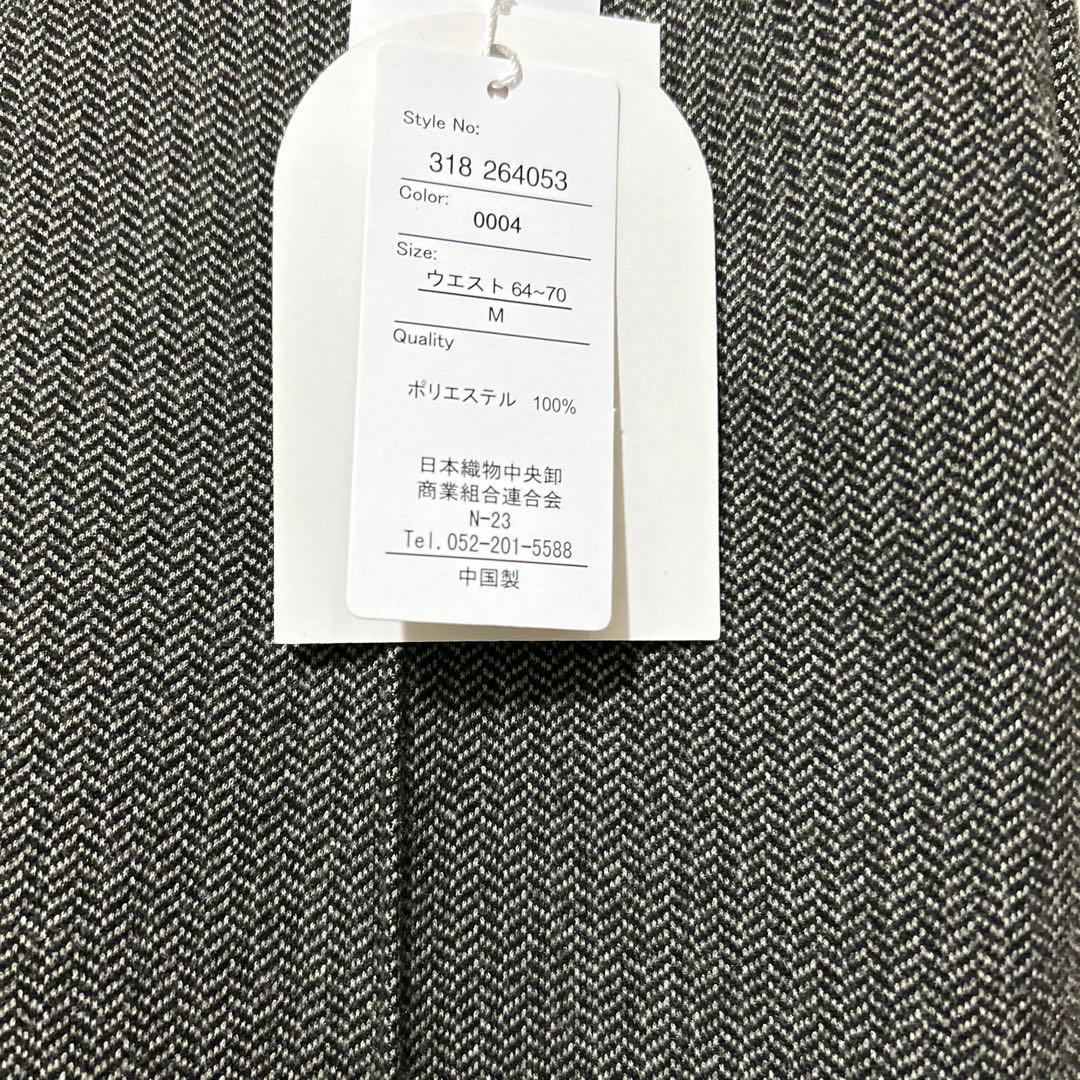 Style No:
318 264053
Color:
0004
Size:
ウエスト 64~70
M
Quality
ポリエステル 100%
日本織物中央卸
商業組合連合会
N-23
Tel.052-201-5588
中国製